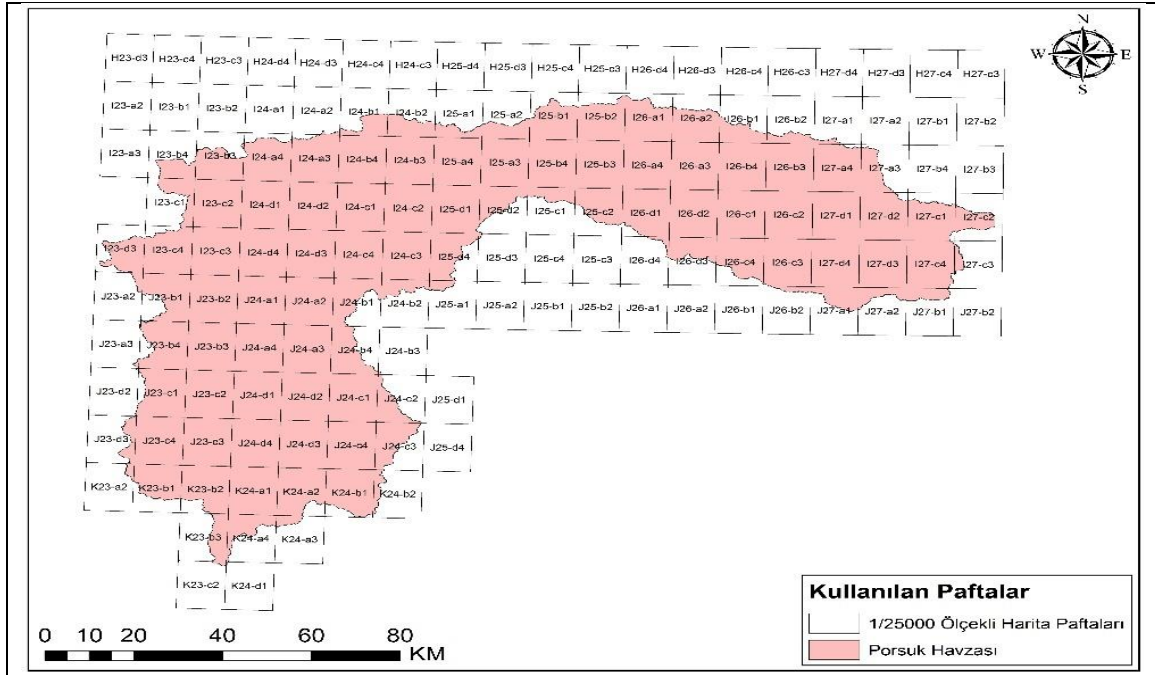 N
W E
S
H23-d3 H23-c4 H23-c3 H24-d4 H24-d3 H24-c4 H24-c3 H25-d4 H25-d3 H25-c4 H25-c3 H26-d4 H26-d3 H26-c4 H26-c3 H27-d4 H27-d3 H27-c4 H27-c3
I23-a2 I23-b1 I23-b2 I24-a1 I24-a2 I24-b1 I24-b2 I25-a1 I25-a2 I25-b1 I25-b2 I26-a1 I26-a2 I26-b1 I26-b2 I27-a1 I27-a2 I27-b1 I27-b2
I23-a3 I23-b4 I23-b3 I24-a4 I24-a3 I24-b4 I24-b3 I25-a4 I25-a3 I25-b4 I25-b3 I26-a4 I26-a3 I26-b4 I26-b3 I27-a4 I27-a3 I27-b4 I27-b3
I23-c1 I23-c2 I24-d1 I24-d2 I24-c1 I24-c2 I25-d1 I25-d2 I25-c1 I25-c2 I26-d1 I26-d2 I26-c1 I26-c2 I27-d1 I27-d2 I27-c1 I27-c2
I23-d3 I23-c4 I23-c3 I24-d4 I24-d3 I24-c4 I24-c3 I25-d4 I25-d3 I25-c4 I25-c3 I26-d4 I26-d3 I26-c4 I26-c3 I27-d4 I27-d3 I27-c4 I27-c3
J23-a2 J23-b1 J23-b2 J24-a1 J24-a2 J24-b1 J24-b2 J25-a1 J25-a2 J25-b1 J25-b2 J26-a1 J26-a2 J26-b1 J26-b2 J27-a1 J27-a2 J27-b1 J27-b2
J23-a3 J23-b4 J23-b3 J24-a4 J24-a3 J24-b4 J24-b3
J23-d2 J23-c1 J23-c2 J24-d1 J24-d2 J24-c1 J24-c2 J25-d1
J23-d3 J23-c4 J23-c3 J24-d4 J24-d3 J24-c4 J24-c3 J25-d4
K23-a2 K23-b1 K23-b2 K24-a1 K24-a2 K24-b1 K24-b2
K23-b3 K24-a4 K24-a3
K23-c2 K24-d1
0 10 20 40 60 80
KM
Kullanılan Paftalar
1/25000 Ölçekli Harita Paftaları
Porsuk Havzası